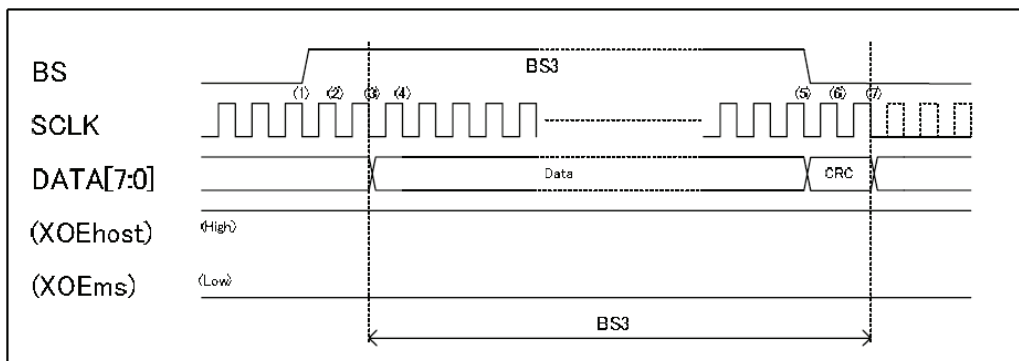 BS
BS3
(1) (2) (3) (4) (5) (6) (7)
SCLK
DATA[7:0]
Data
CRC
(XOEhost)
(High)
(XOEms)
(Low)
BS3